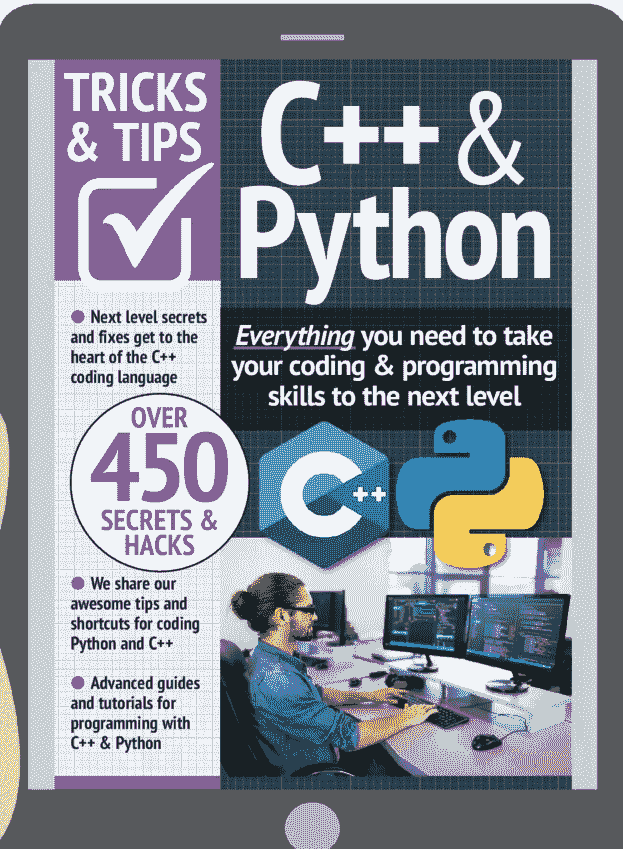 TRICKS
& TIPS
C++ &
Python
Next level secrets
and fixes get to the
heart of the C++
coding language
Everything you need to take
your coding & programming
skills to the next level
OVER
450
SECRETS &
HACKS
C++
We share our
awesome tips and
shortcuts for coding
Python and C++
Advanced guides
and tutorials for
programming with
C++ & Python